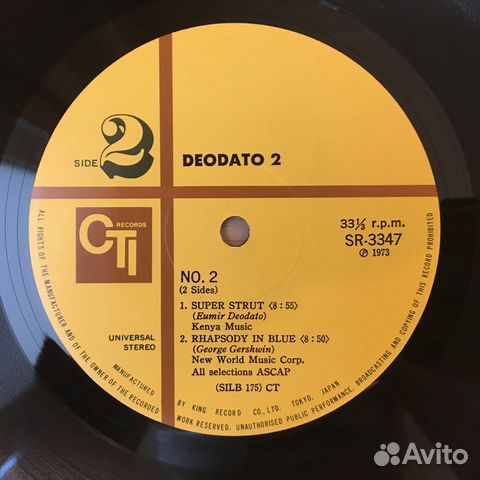 SIDE 2
DEODATO 2
CTI RECORDS
33⅓ r.p.m.
SR-3347
℗ 1973
NO. 2
(2 Sides)
1. SUPER STRUT <8:55>
(Eumir Deodato)
Kenya Music
2. RHAPSODY IN BLUE <8:50>
(George Gershwin)
New World Music Corp.
All selections ASCAP
(SILB 175) CT
UNIVERSAL
STEREO
ALL RIGHTS OF THE MANUFACTURER AND OF THE OWNER OF THE RECORDED
WORK RESERVED. UNAUTHORISED PUBLIC PERFORMANCE, BROADCASTING AND COPYING OF THIS RECORD PROHIBITED
MANUFACTURED
BY KING RECORD CO., LTD. TOKYO, JAPAN
Avito